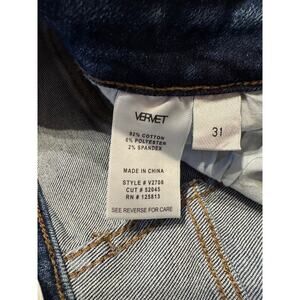 VERVET
92% COTTON
6% POLYESTER
2% SPANDEX
MADE IN CHINA
STYLE # V2708
CUT # 52045
RN # 125813
SEE REVERSE FOR CARE
31